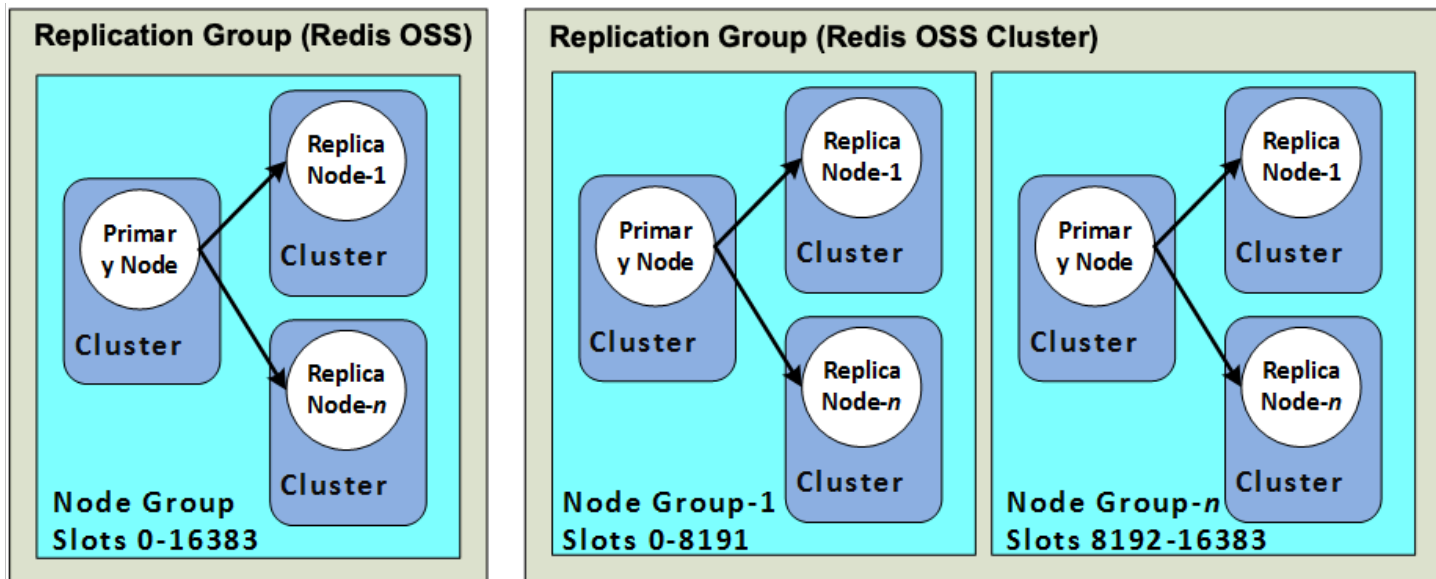 Replication Group (Redis OSS)
Replica
Node-1
Cluster
Primar
y Node
Cluster
Replica
Node-n
Cluster
Node Group
Slots 0-16383
Replication Group (Redis OSS Cluster)
Replica
Node-1
Cluster
Primar
y Node
Cluster
Replica
Node-n
Cluster
Node Group-1
Slots 0-8191
Replica
Node-1
Cluster
Primar
y Node
Cluster
Replica
Node-n
Cluster
Node Group-n
Slots 8192-16383